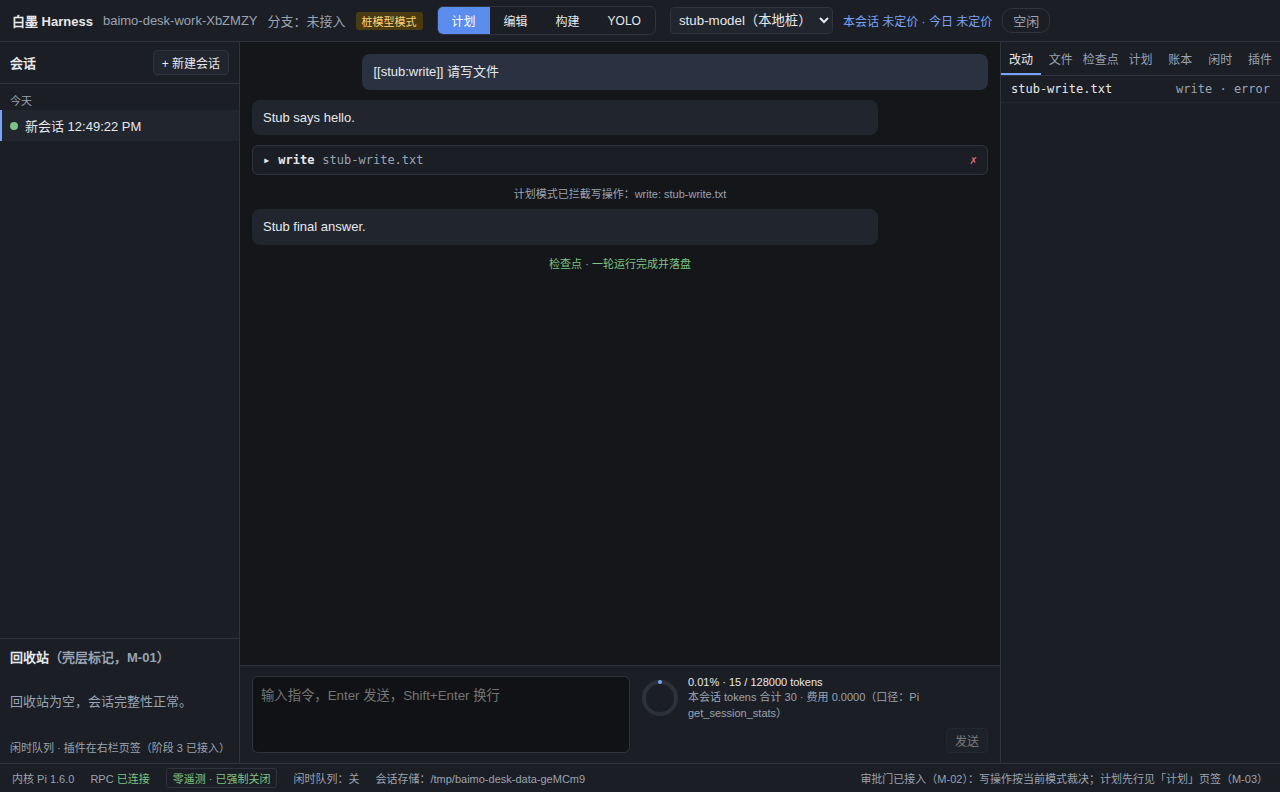 白墨 Harness baimo-desk-work-XbZMZY 分支：未接入 桩模型模式 计划 编辑 构建 YOLO stub-model（本地桩） 本会话 未定价 · 今日 未定价 空闲
会话 + 新建会话
今天
新会话 12:49:22 PM
[[stub:write]] 请写文件
Stub says hello.
▸ write stub-write.txt ✗
计划模式已拦截写操作：write: stub-write.txt
Stub final answer.
检查点 · 一轮运行完成并落盘
改动 文件 检查点 计划 账本 闲时 插件
stub-write.txt write · error
回收站（壳层标记，M-01）
回收站为空，会话完整性正常。
闲时队列 · 插件在右栏页签（阶段 3 已接入）
输入指令，Enter 发送，Shift+Enter 换行
0.01% · 15 / 128000 tokens
本会话 tokens 合计 30 · 费用 0.0000（口径：Pi
get_session_stats）
发送
内核 Pi 1.6.0 RPC 已连接 零遥测 · 已强制关闭 闲时队列：关 会话存储：/tmp/baimo-desk-data-geMCm9 审批门已接入（M-02）：写操作按当前模式裁决；计划先行见「计划」页签（M-03）